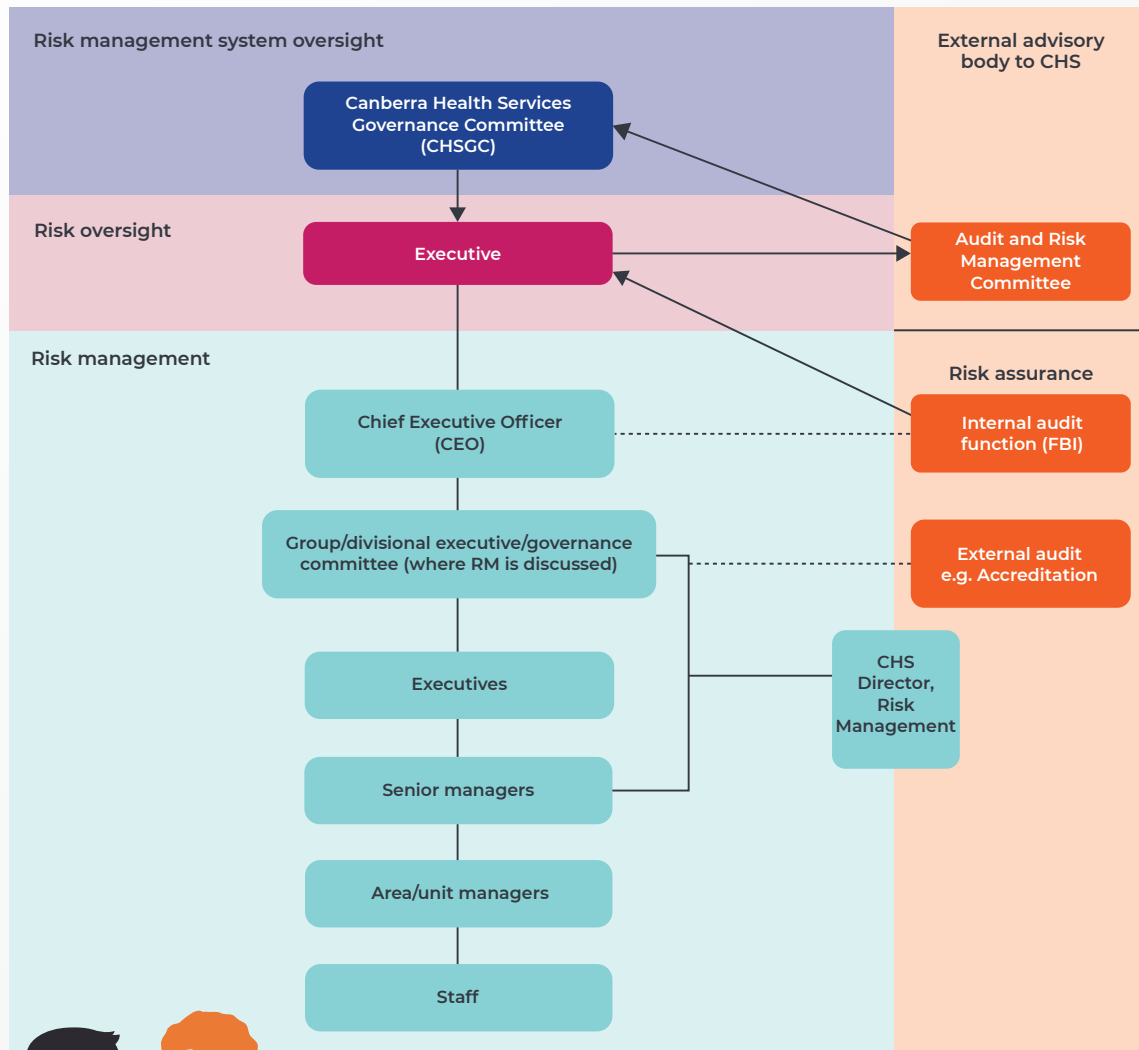 Risk management system oversight
External advisory
body to CHS
Canberra Health Services
Governance Committee
(CHSGC)
Risk oversight
Executive
Audit and Risk
Management
Committee
Risk management
Risk assurance
Chief Executive Officer
(CEO)
Internal audit
function (FBI)
Group/divisional executive/governance
committee (where RM is discussed)
External audit
e.g. Accreditation
Executives
CHS
Director,
Risk
Management
Senior managers
Area/unit managers
Staff